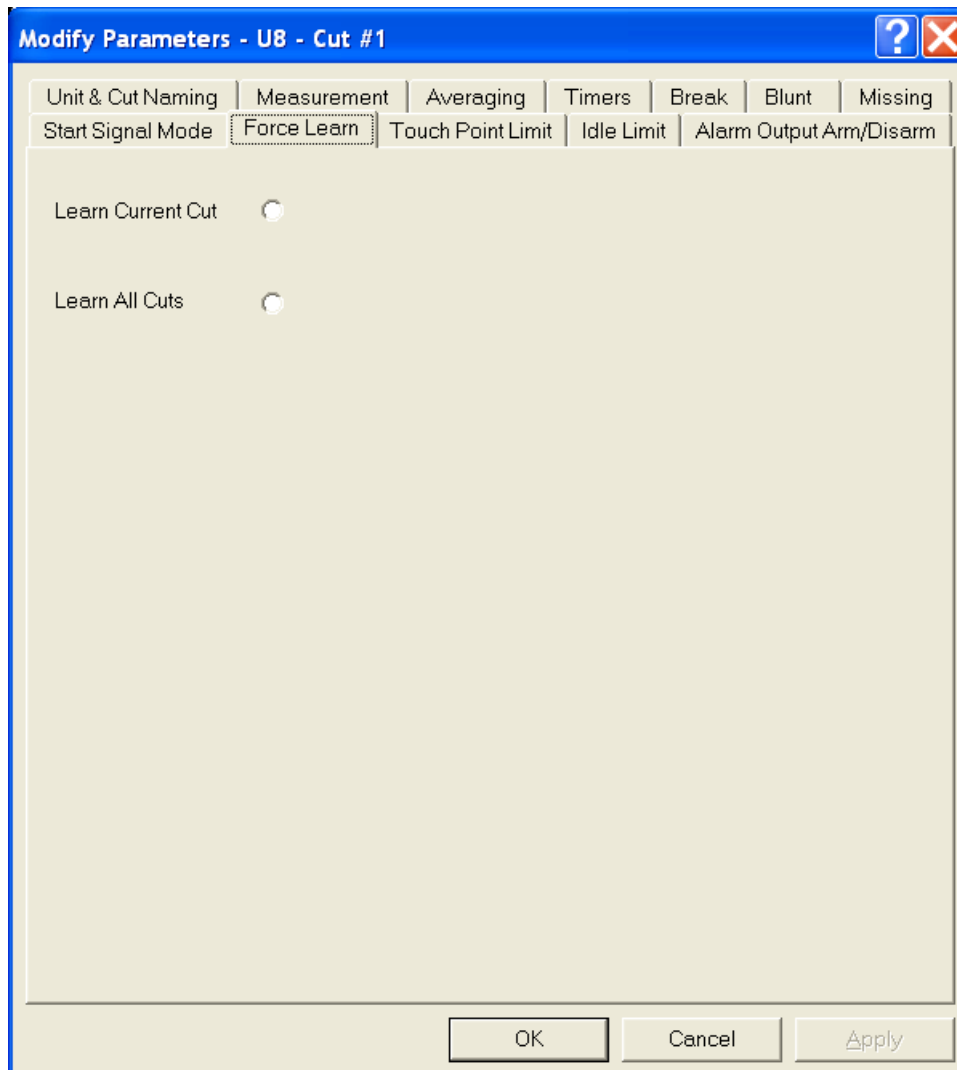 Modify Parameters - U8 - Cut #1
Unit & Cut Naming Measurement Averaging Timers Break Blunt Missing
Start Signal Mode Force Learn Touch Point Limit Idle Limit Alarm Output Arm/Disarm
Learn Current Cut
Learn All Cuts
OK Cancel Apply